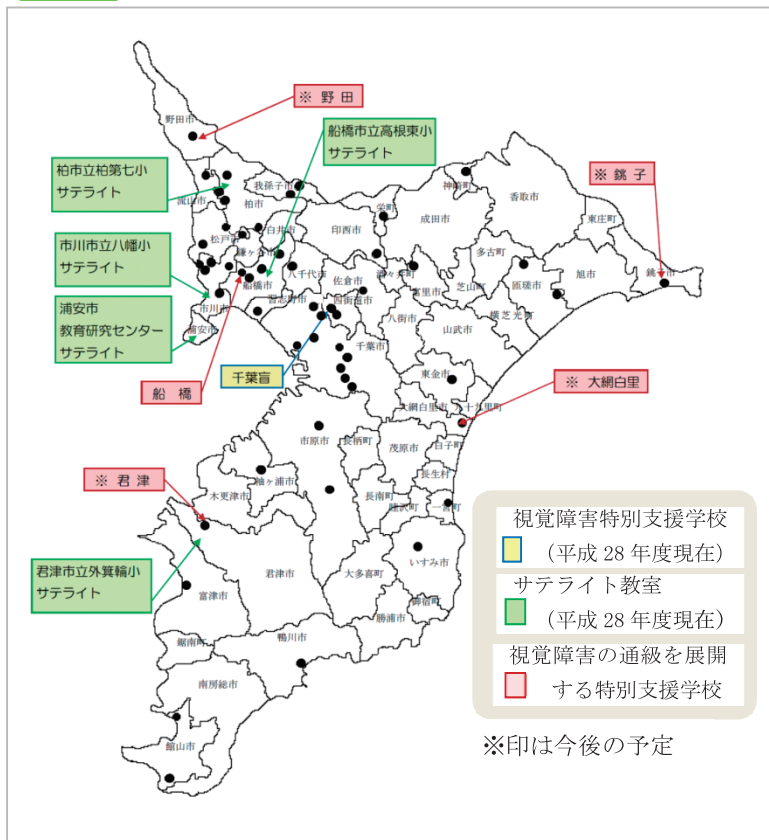 ※ 野 田
野田市
船橋市立高根東小
サテライト
柏市立柏第七小
サテライト
我孫子市
流山市
柏市
神崎町
※ 銚 子
香取市
東庄町
栄町
成田市
印西市
白井市
松戸市
鎌ヶ谷市
多古町
旭市
銚子市
市川市立八幡小
サテライト
八千代市
佐倉市
酒々井町
富里市
芝山町
匝瑳市
船橋市
習志野市
四街道市
市川市
浦安市
浦安市
教育研究センター
サテライト
八街市
山武市
横芝光町
千葉市
千葉盲
船 橋
東金市
※ 大網白里
大網白里市
九十九里町
市原市
長柄町
茂原市
白子町
長生村
※ 君 津
木更津市
袖ヶ浦市
長南町
睦沢町
一宮町
君津市立外箕輪小
サテライト
君津市
大多喜町
いすみ市
富津市
御宿町
勝浦市
鋸南町
鴨川市
南房総市
館山市
視覚障害特別支援学校
（平成 28 年度現在）
サテライト教室
（平成 28 年度現在）
視覚障害の通級を展開
する特別支援学校
※印は今後の予定